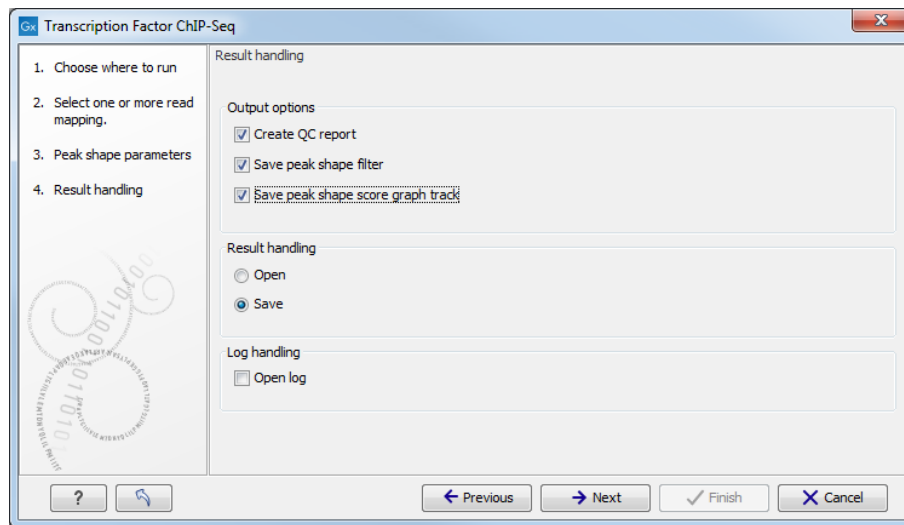 Gx Transcription Factor ChIP-Seq
1. Choose where to run
2. Select one or more read
mapping.
3. Peak shape parameters
4. Result handling
Result handling
Output options
Create QC report
Save peak shape filter
Save peak shape score graph track
Result handling
Open
Save
Log handling
Open log
? Previous Next Finish Cancel